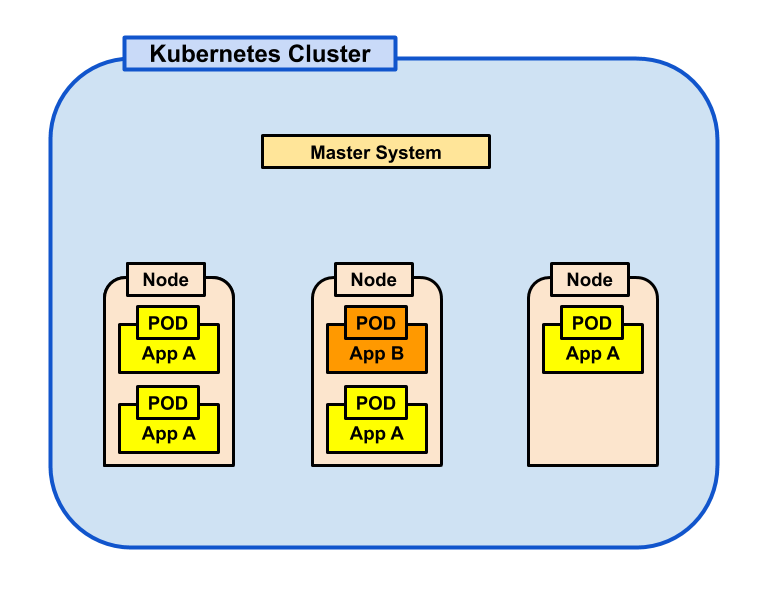 Kubernetes Cluster
Master System
Node
POD
App A
POD
App A
Node
POD
App B
POD
App A
Node
POD
App A